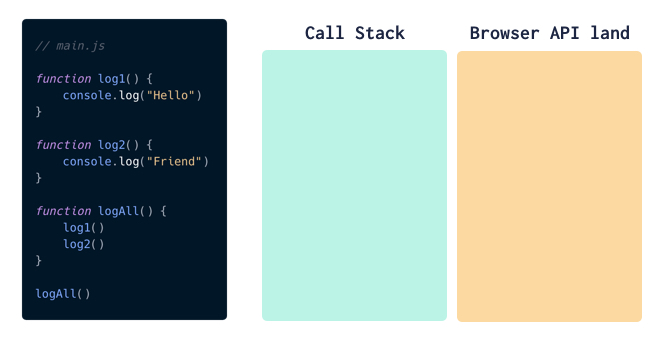 // main.js
function log1() {
    console.log("Hello")
}
function log2() {
    console.log("Friend")
}
function logAll() {
    log1()
    log2()
}
logAll()
Call Stack
Browser API land